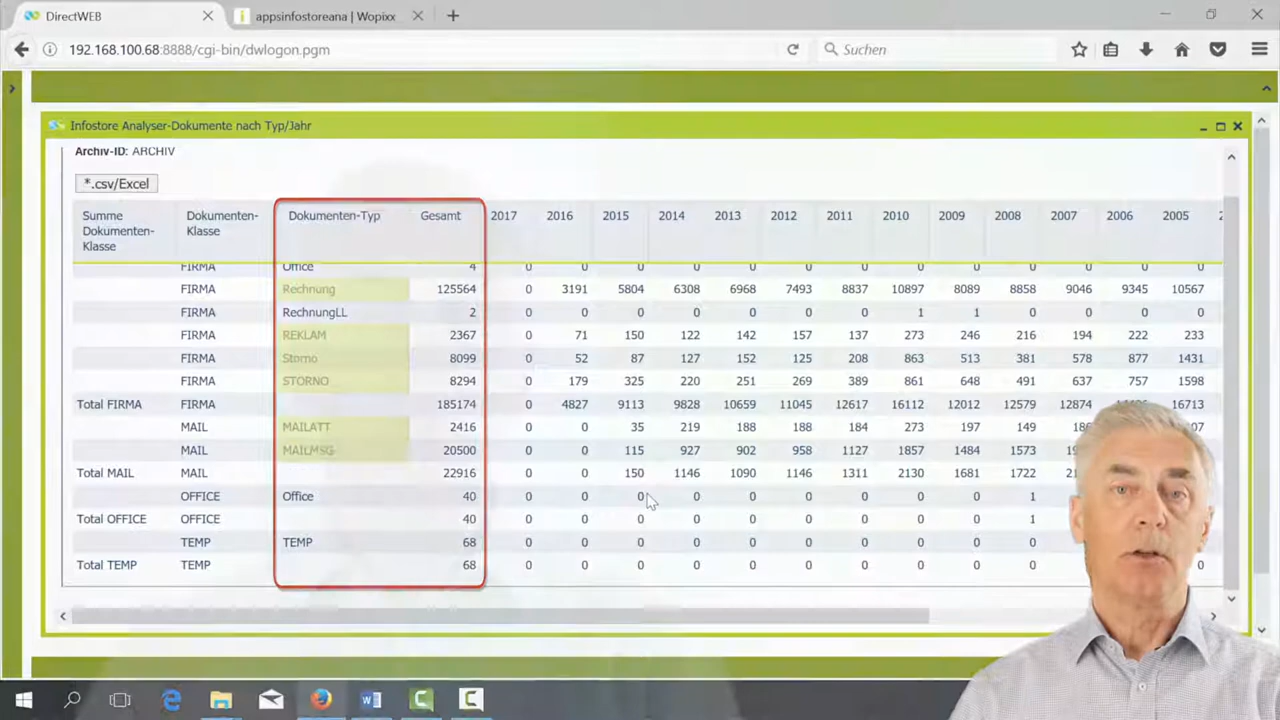 DirectWEB
appsinfostoreana | Wopixx
192.168.100.68:8888/cgi-bin/dwlogon.pgm
Suchen
Infostore Analyser-Dokumente nach Typ/Jahr
Archiv-ID: ARCHIV
*.csv/Excel
Summe Dokumenten-Klasse Dokumenten-Klasse Dokumenten-Typ Gesamt 2017 2016 2015 2014 2013 2012 2011 2010 2009 2008 2007 2006 2005 2
FIRMA Office 4 0 0 0 0 0 0 0 0 0 0 0 0 0
FIRMA Rechnung 125564 0 3191 5804 6308 6968 7493 8837 10897 8089 8858 9046 9345 10567
FIRMA RechnungLL 2 0 0 0 0 0 0 0 1 1 0 0 0 0
FIRMA REKLAM 2367 0 71 150 122 142 157 137 273 246 216 194 222 233
FIRMA Storno 8099 0 52 87 127 152 125 208 863 513 381 578 877 1431
FIRMA STORNO 8294 0 179 325 220 251 269 389 861 648 491 637 757 1598
Total FIRMA FIRMA 185174 0 4827 9113 9828 10659 11045 12617 16112 12012 12579 12874 16713
MAIL MAILATT 2416 0 0 35 219 188 188 184 273 197 149
MAIL MAILMSG 20500 0 0 115 927 902 958 1127 1857 1484 1573
Total MAIL MAIL 22916 0 0 150 1146 1090 1146 1311 2130 1681 1722
OFFICE Office 40 0 0 0 0 0 0 0 0 0 1
Total OFFICE OFFICE 40 0 0 0 0 0 0 0 0 0 1
TEMP TEMP 68 0 0 0 0 0 0 0 0 0 0 0 0
Total TEMP TEMP 68 0 0 0 0 0 0 0 0 0 0 0 0